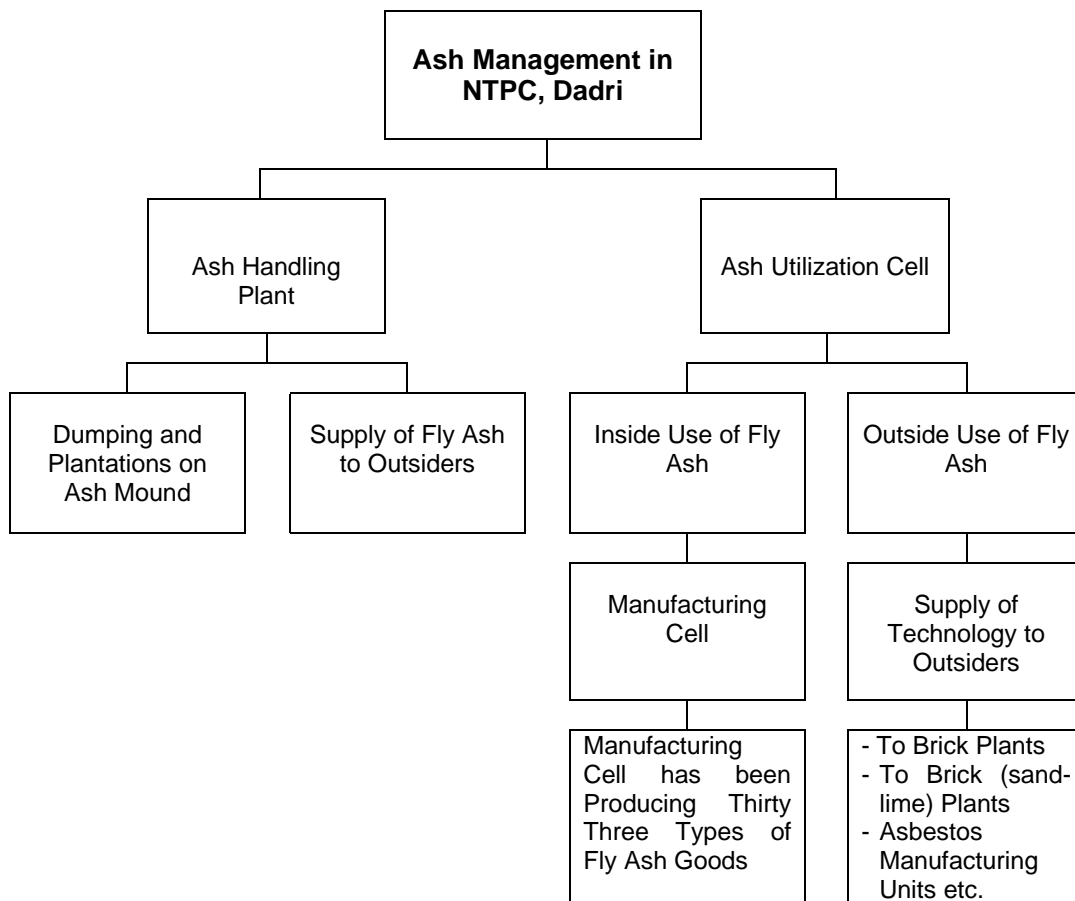 Ash Management in
NTPC, Dadri
Ash Handling
Plant
Ash Utilization Cell
Dumping and
Plantations on
Ash Mound
Supply of Fly Ash
to Outsiders
Inside Use of Fly
Ash
Outside Use of Fly
Ash
Manufacturing
Cell
Supply of
Technology to
Outsiders
Manufacturing
Cell has been
Producing Thirty
Three Types of
Fly Ash Goods
- To Brick Plants
- To Brick (sand-
lime) Plants
- Asbestos
Manufacturing
Units etc.